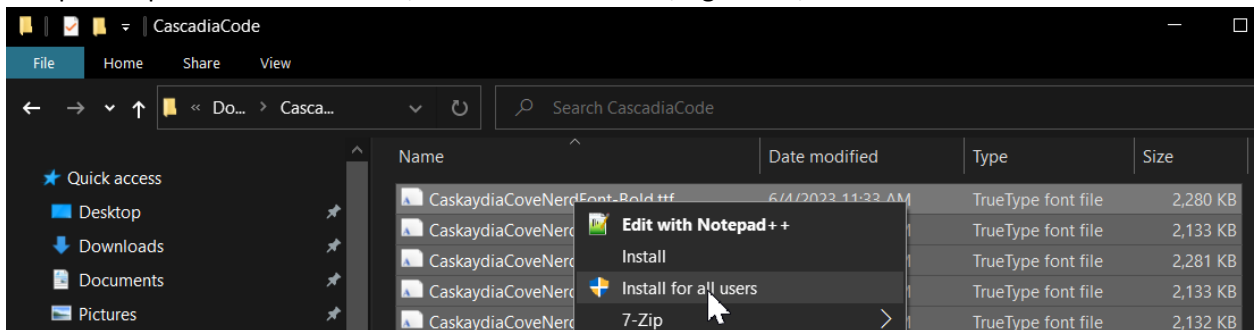 CascadiaCode
File Home Share View
« Do... > Casca... Search CascadiaCode
Name Date modified Type Size
Quick access
CaskaydiaCoveNerdFont-Bold.ttf 6/4/2023 11:33 AM TrueType font file 2,280 KB
Desktop
Edit with Notepad++
CaskaydiaCoveNerd TrueType font file 2,133 KB
Downloads
Install
CaskaydiaCoveNerd TrueType font file 2,281 KB
Documents
Install for all users
CaskaydiaCoveNerd TrueType font file 2,133 KB
Pictures
7-Zip
CaskaydiaCoveNerd TrueType font file 2,132 KB